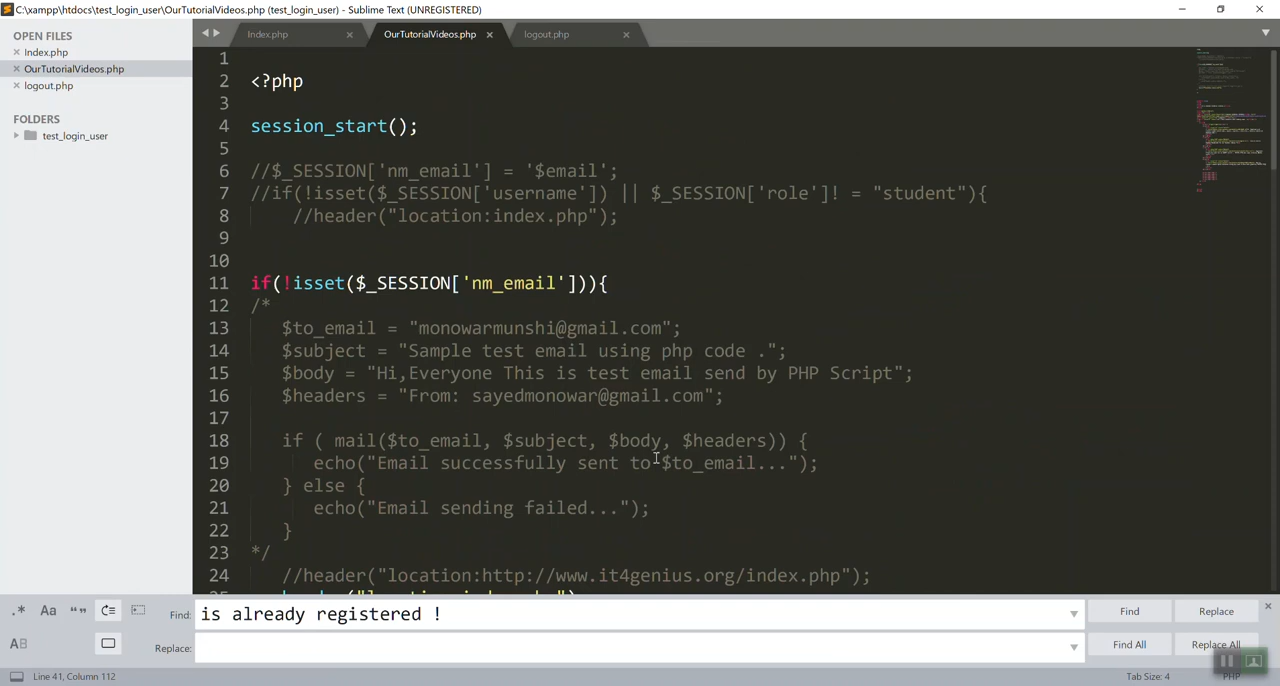 C:\xampp\htdocs\test_login_user\OurTutorialVideos.php (test_login_user) - Sublime Text (UNREGISTERED)
OPEN FILES
Index.php
OurTutorialVideos.php
logout.php
FOLDERS
test_login_user
Index.php
OurTutorialVideos.php
logout.php
1
2 <?php
3
4 session_start();
5
6 //$_SESSION['nm_email'] = '$email';
7 //if(!isset($_SESSION['username']) || $_SESSION['role']! = "student"){
8 //header("location:index.php");
9
10
11 if(!isset($_SESSION['nm_email'])){
12 /*
13 $to_email = "monowarmunshi@gmail.com";
14 $subject = "Sample test email using php code .";
15 $body = "Hi,Everyone This is test email send by PHP Script";
16 $headers = "From: sayedmonowar@gmail.com";
17
18 if ( mail($to_email, $subject, $body, $headers)) {
19 echo("Email successfully sent to $to_email...");
20 } else {
21 echo("Email sending failed...");
22 }
23 */
24 //header("location:http://www.it4genius.org/index.php");
.* Aa “” Find: is already registered ! Find Replace
AB Replace: Find All Replace All
Line 41, Column 112 Tab Size: 4 PHP